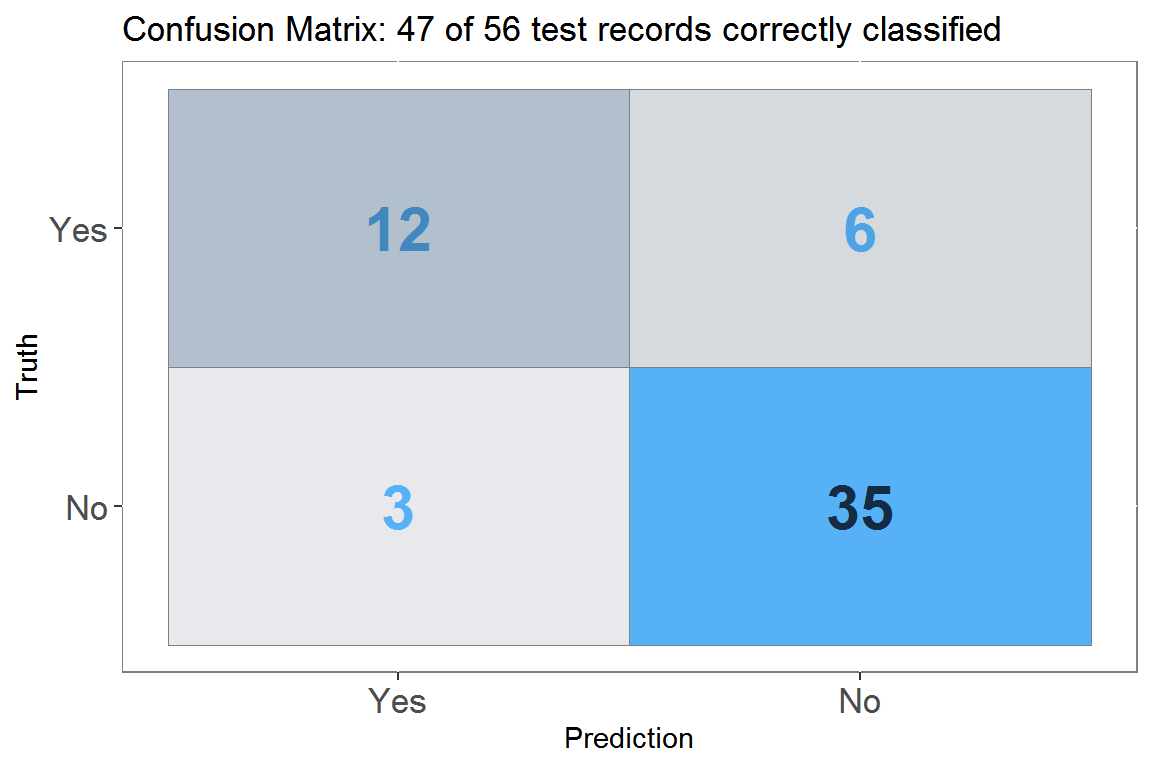 Confusion Matrix: 47 of 56 test records correctly classified
Yes
12
6
Truth
No
3
35
Yes
No
Prediction